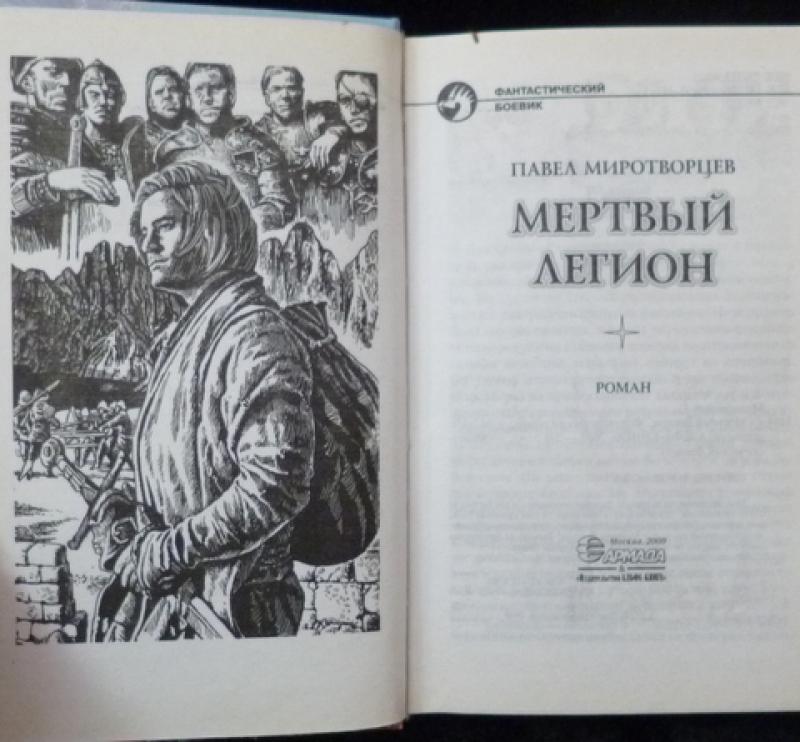 ФАНТАСТИЧЕСКИЙ
БОЕВИК
ПАВЕЛ МИРОТВОРЦЕВ
МЕРТВЫЙ
ЛЕГИОН
РОМАН
Москва, 2009
АРМАДА
&